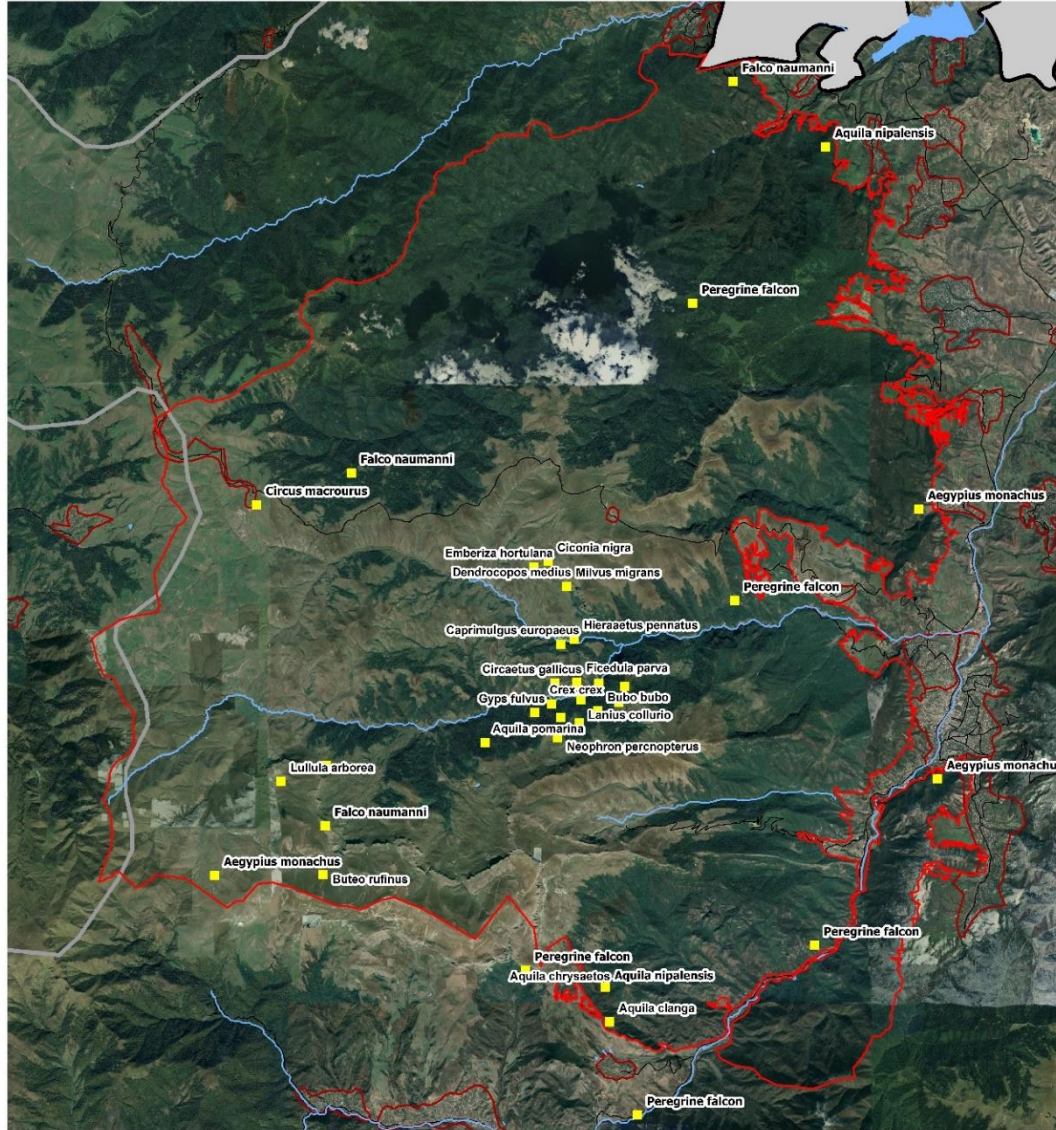 Falco naumanni
Aquila nipalensis
Peregrine falcon
Falco naumanni
Circus macrourus
Aegypius monachus
Emberiza hortulana
Ciconia nigra
Dendrocopos medius
Milvus migrans
Peregrine falcon
Caprimulgus europaeus
Hieraaetus pennatus
Circaetus gallicus
Ficedula parva
Crex crex
Gyps fulvus
Bubo bubo
Lanius collurio
Aquila pomarina
Neophron percnopterus
Lullula arborea
Aegypius monachus
Falco naumanni
Aegypius monachus
Buteo rufinus
Peregrine falcon
Peregrine falcon
Aquila chrysaetos
Aquila nipalensis
Aquila clanga
Peregrine falcon